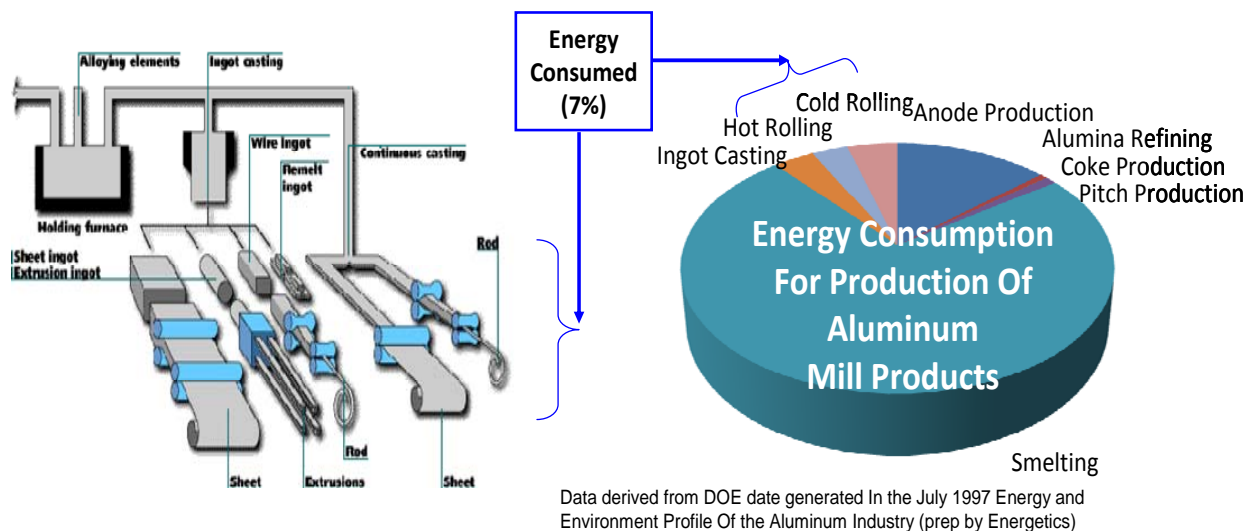 Alloying elements
Ingot casting
Wire ingot
Remelt
ingot
Continuous casting
Holding furnace
Sheet ingot
Extrusion ingot
Rod
Rod
Sheet
Extrusions
Sheet
Energy
Consumed
(7%)
Cold Rolling
Hot Rolling
Ingot Casting
Anode Production
Alumina Refining
Coke Production
Pitch Production
Energy Consumption
For Production Of
Aluminum
Mill Products
Smelting
Data derived from DOE date generated In the July 1997 Energy and
Environment Profile Of the Aluminum Industry (prep by Energetics)